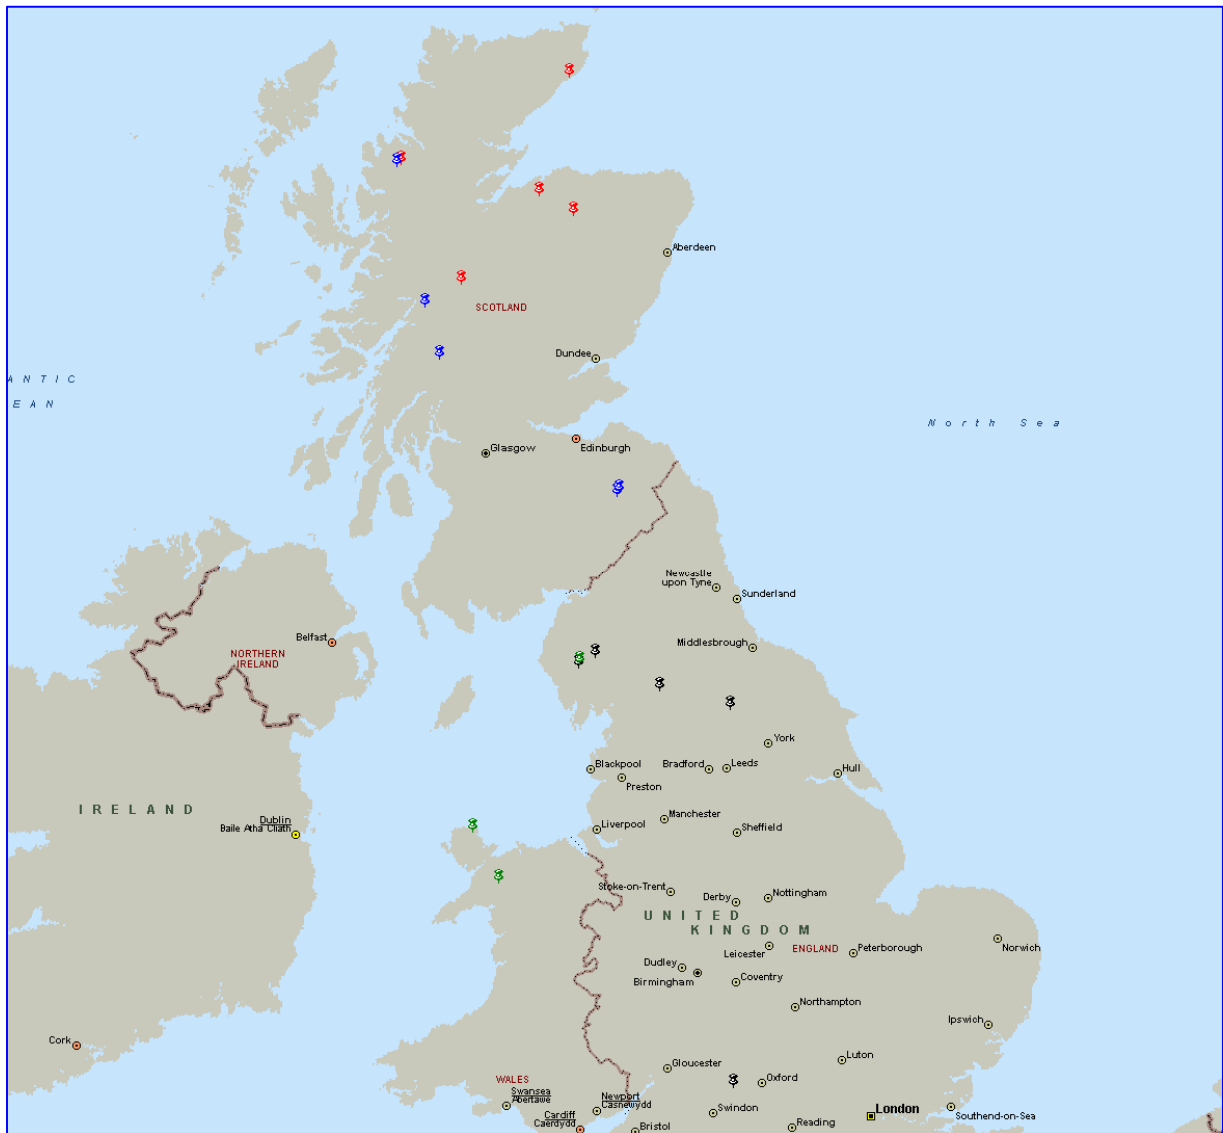 Aberdeen
SCOTLAND
Dundee
A N T I C
E A N
North Sea
Glasgow
Edinburgh
Newcastle
upon Tyne
Sunderland
Belfast
Middlesbrough
NORTHERN
IRELAND
York
Blackpool
Bradford
Leeds
Hull
Preston
IRELAND
Dublin
Baile Atha Cliath
Manchester
Liverpool
Sheffield
Stoke-on-Trent
Derby
Nottingham
UNITED
KINGDOM
ENGLAND
Leicester
Peterborough
Norwich
Dudley
Birmingham
Coventry
Northampton
Ipswich
Cork
Luton
Gloucester
Oxford
WALES
Swansea
Abertawe
Newport
Casnewydd
Cardiff
Caerdydd
Swindon
London
Southend-on-Sea
Bristol
Reading